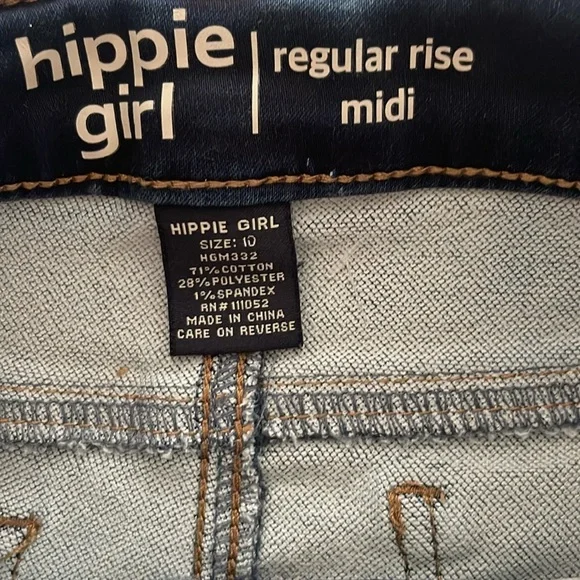 hippie
girl
regular rise
midi
HIPPIE GIRL
SIZE: 10
HGM332
71% COTTON
28% POLYESTER
1% SPANDEX
RN# 111052
MADE IN CHINA
CARE ON REVERSE